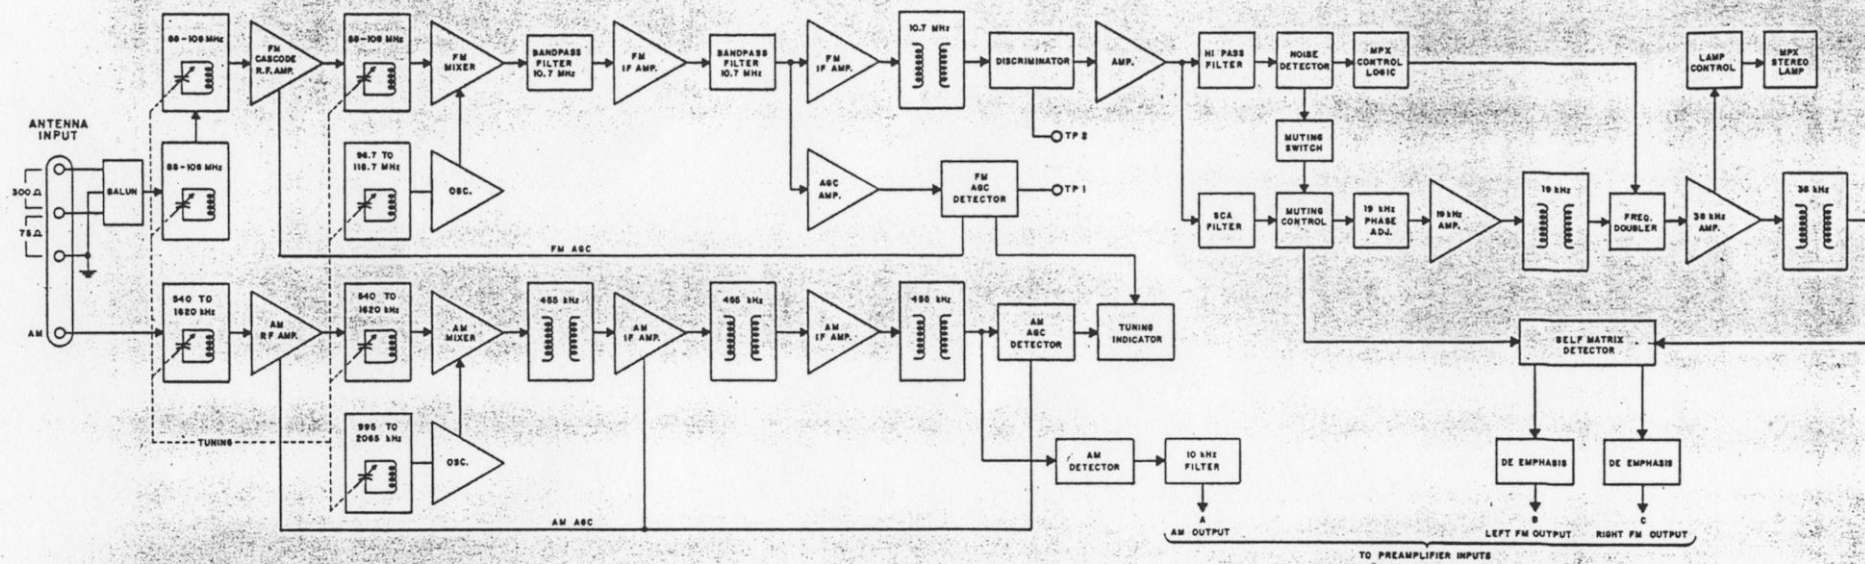 88-108 MHz
FM
CASCODE
R.F. AMP.
88-108 MHz
FM
MIXER
BANDPASS
FILTER
10.7 MHz
FM
IF AMP.
BANDPASS
FILTER
10.7 MHz
FM
IF AMP.
10.7 MHz
DISCRIMINATOR
AMP.
HI PASS
FILTER
NOISE
DETECTOR
MPX
CONTROL
LOGIC
LAMP
CONTROL
MPX
STEREO
LAMP
ANTENNA
INPUT
300 Ω
75 Ω
BALUN
88-108 MHz
98.7 TO
118.7 MHz
OSC.
AGC
AMP.
FM
AGC
DETECTOR
TP 2
TP 1
MUTING
SWITCH
SCA
FILTER
MUTING
CONTROL
19 kHz
PHASE
ADJ.
19 kHz
AMP.
19 kHz
FREQ.
DOUBLER
38 kHz
AMP.
38 kHz
FM AGC
AM
540 TO
1620 kHz
AM
RF AMP.
540 TO
1620 kHz
AM
MIXER
455 kHz
AM
IF AMP.
455 kHz
AM
IF AMP.
455 kHz
AM
AGC
DETECTOR
TUNING
INDICATOR
SELF MATRIX
DETECTOR
TUNING
995 TO
2065 kHz
OSC.
AM
DETECTOR
10 kHz
FILTER
DE EMPHASIS
DE EMPHASIS
AM AGC
A
AM OUTPUT
B
LEFT FM OUTPUT
C
RIGHT FM OUTPUT
TO PREAMPLIFIER INPUTS